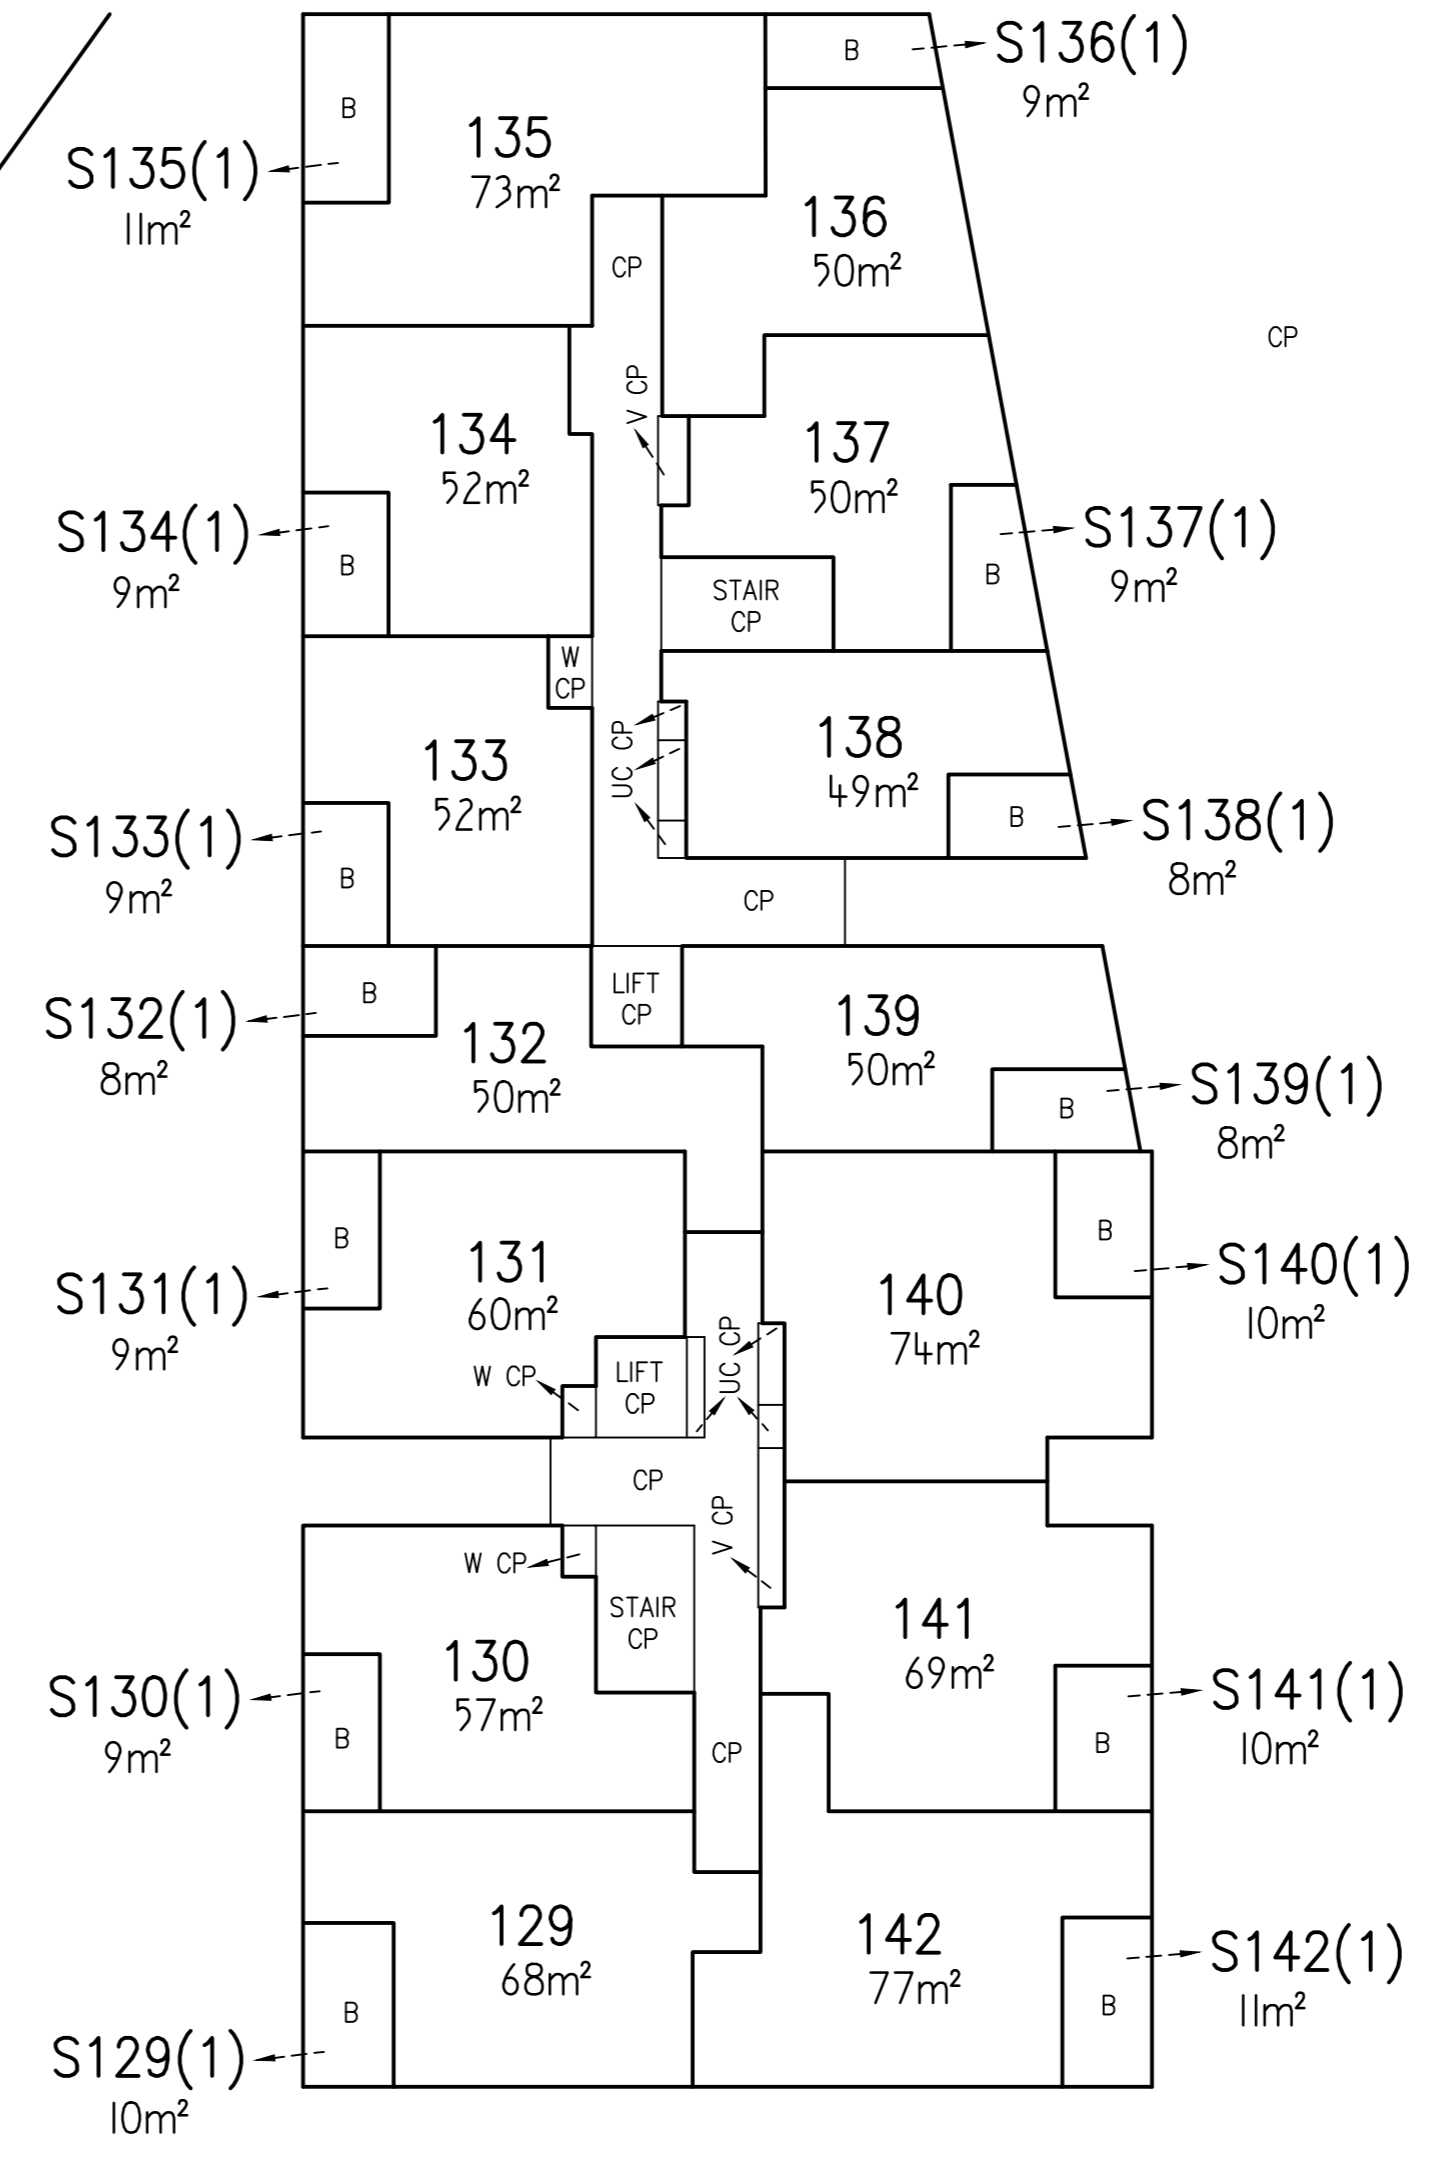 B
S136(1)
9m²
B
135
73m²
S135(1)
11m²
136
50m²
CP
CP
V CP
134
52m²
137
50m²
S134(1)
9m²
B
S137(1)
9m²
B
STAIR
CP
W
CP
133
52m²
UC CP
138
49m²
S133(1)
9m²
B
B
S138(1)
8m²
CP
B
LIFT
CP
S132(1)
8m²
132
50m²
139
50m²
B
S139(1)
8m²
B
131
60m²
S131(1)
9m²
B
140
74m²
S140(1)
10m²
W CP
LIFT
CP
UC CP
CP
V CP
W CP
STAIR
CP
130
57m²
141
69m²
S130(1)
9m²
B
S141(1)
10m²
B
CP
129
68m²
142
77m²
S142(1)
11m²
B
B
S129(1)
10m²